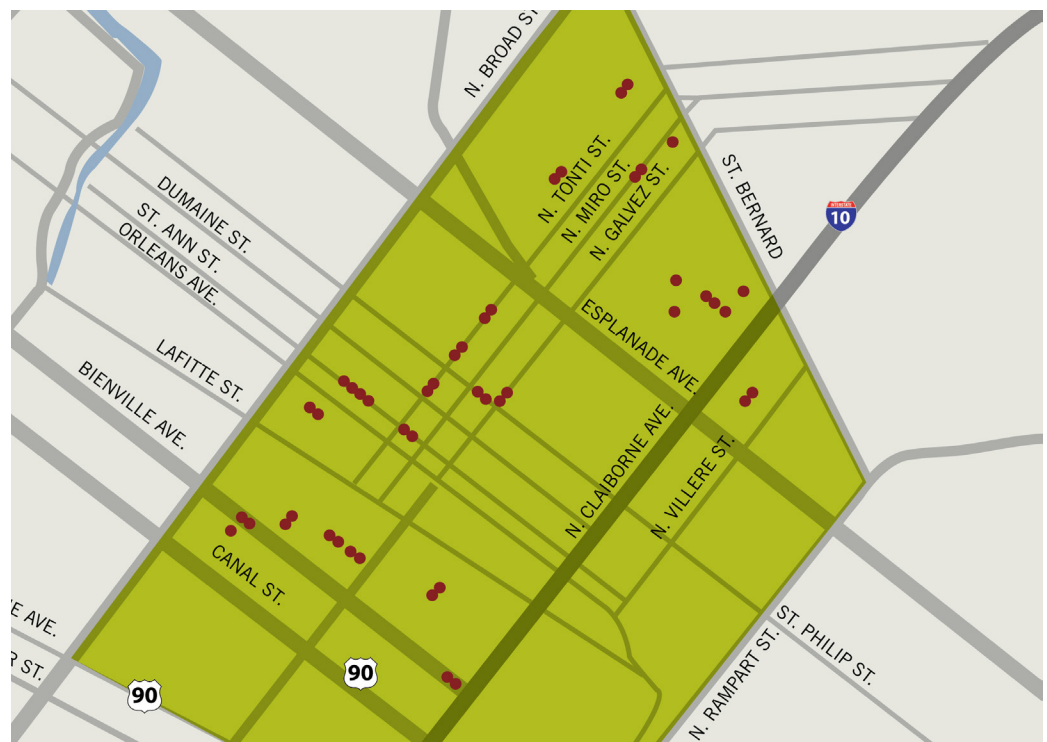 N. BROAD ST
N. TONTI ST.
N. MIRO ST.
N. GALVEZ ST.
ST. BERNARD
INTERSTATE
10
DUMAINE ST.
ST. ANN ST.
ORLEANS AVE.
LAFITTE ST.
BIENVILLE AVE.
ESPLANADE AVE.
N. CLAIBORNE AVE.
N. VILLERE ST.
CANAL ST.
E AVE.
R ST.
90
90
ST. PHILIP ST.
N. RAMPART ST.